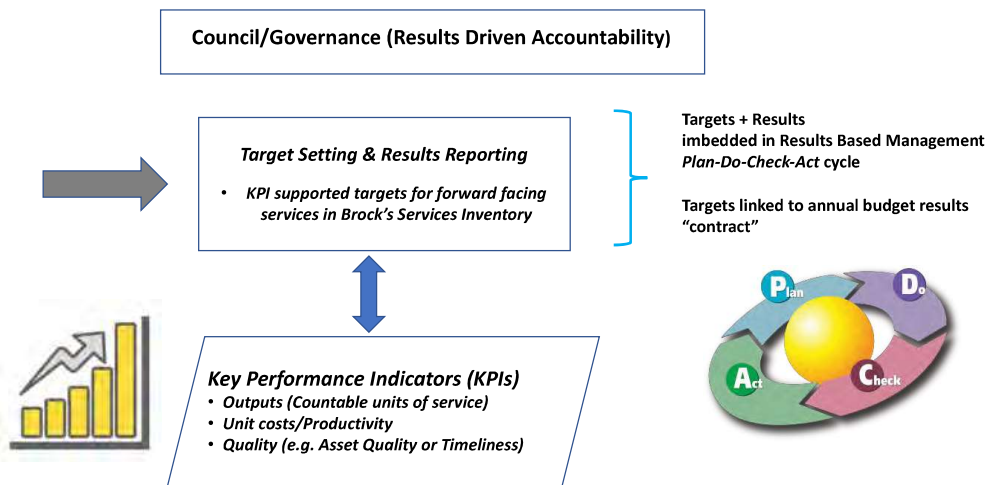 Council/Governance (Results Driven Accountability)
Target Setting & Results Reporting
• KPI supported targets for forward facing
services in Brock's Services Inventory
Targets + Results
imbedded in Results Based Management
Plan-Do-Check-Act cycle
Targets linked to annual budget results
“contract”
Plan
Do
Act
Check
Key Performance Indicators (KPIs)
• Outputs (Countable units of service)
• Unit costs/Productivity
• Quality (e.g. Asset Quality or Timeliness)